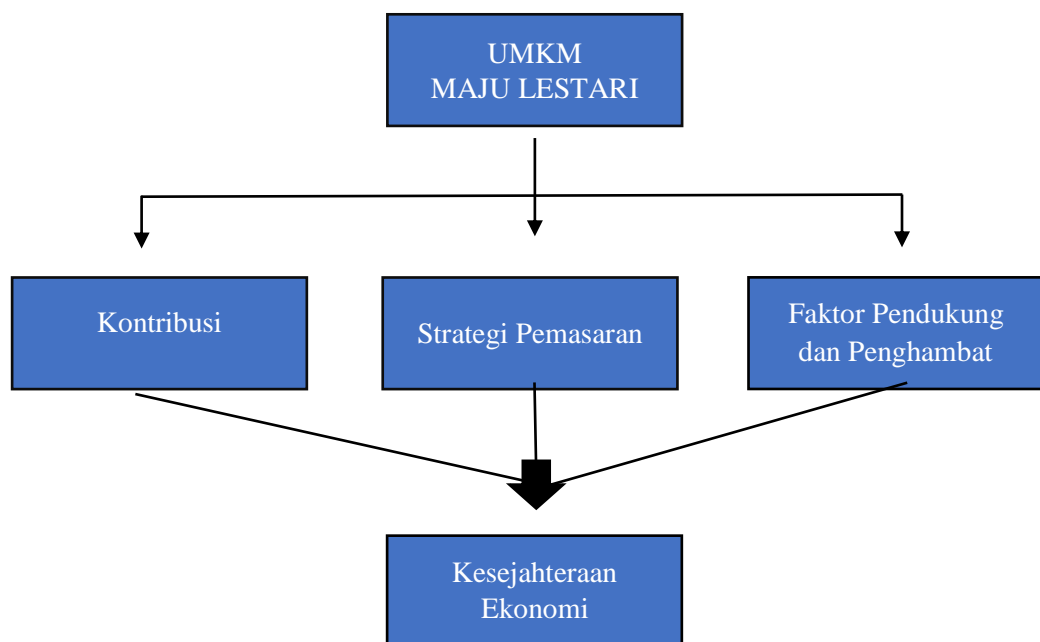 UMKM
MAJU LESTARI
Kontribusi
Strategi Pemasaran
Faktor Pendukung
dan Penghambat
Kesejahteraan
Ekonomi